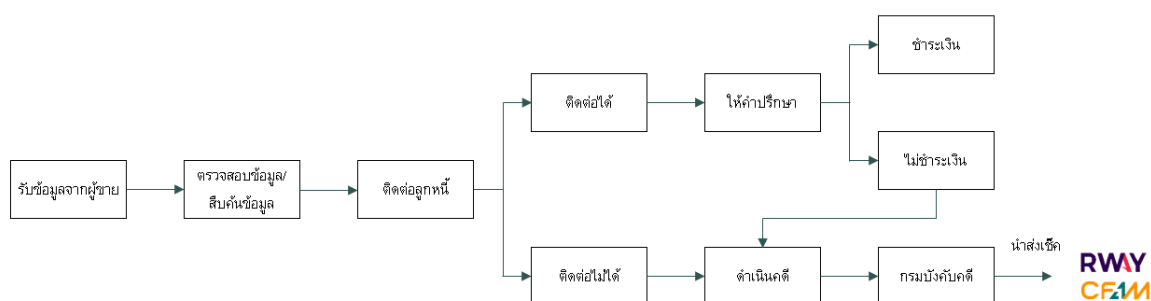 ชำระเงิน
ติดต่อได้
ให้คำปรึกษา
ไม่ชำระเงิน
รับข้อมูลจากผู้ขาย
ตรวจสอบข้อมูล/
สืบค้นข้อมูล
ติดต่อลูกหนี้
ติดต่อไม่ได้
ดำเนินคดี
กรมบังคับคดี
นำส่งเช็ค
RWAY
CFAM